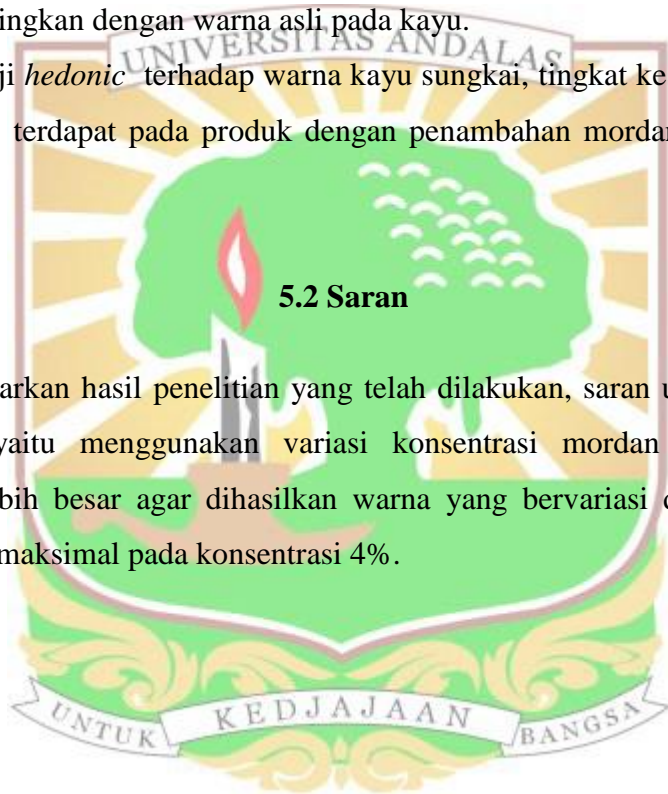 ingkan dengan warna asli pada kayu.
UNIVERSITAS ANDALAS
ji hedonic terhadap warna kayu sungkai, tingkat ke
terdapat pada produk dengan penambahan mordan
5.2 Saran
arkan hasil penelitian yang telah dilakukan, saran u
yaitu menggunakan variasi konsentrasi mordan
bih besar agar dihasilkan warna yang bervariasi
maksimal pada konsentrasi 4%.
UNTUK KEDJAJAAN BANGSA